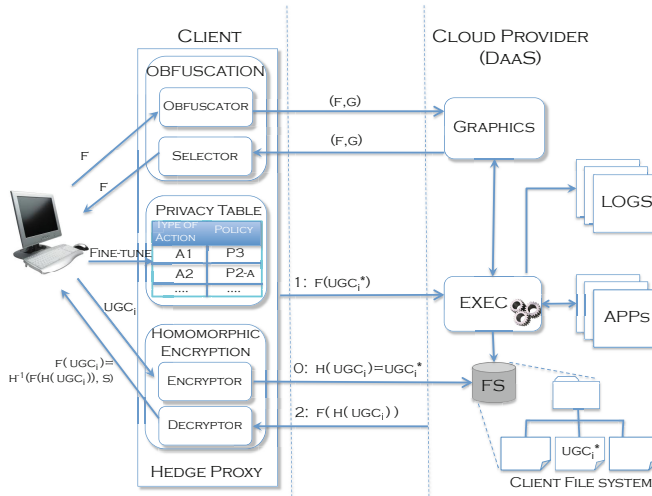 CLIENT
CLOUD PROVIDER
(DAAS)
OBFUSCATION
OBFUSCATOR
(F,G)
GRAPHICS
SELECTOR
(F,G)
F
F
LOGS
PRIVACY TABLE
TYPE OF ACTION
POLICY
FINE-TUNE
A1
P3
A2
P2-A
....
....
1: F(UGCi*)
EXEC
APPS
UGCi
HOMOMORPHIC
ENCRYPTION
F(UGCi)=
H-1(F(H(UGCi)), S)
ENCRYPTOR
0: H(UGCi)=UGCi*
FS
DECRYPTOR
2: F(H(UGCi))
UGCi*
HEDGE PROXY
CLIENT FILE SYSTEM